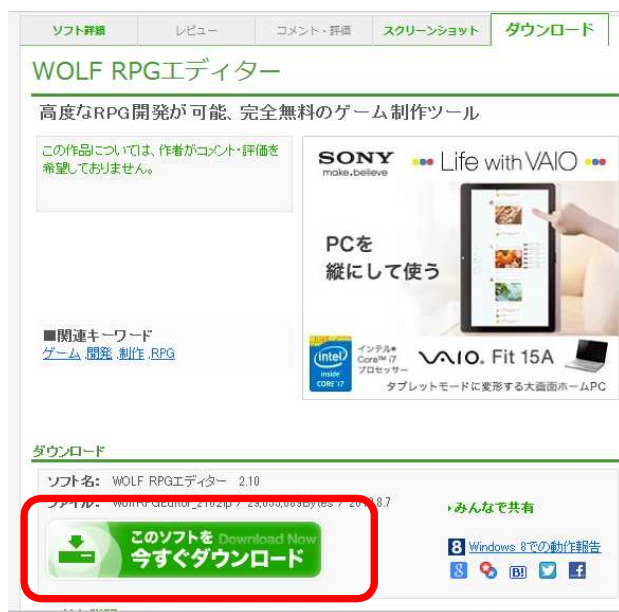 ソフト詳細 レビュー コメント・評価 スクリーンショット ダウンロード
WOLF RPGエディター
高度なRPG開発が可能、完全無料のゲーム制作ツール
この作品については、作者がコメント・評価を
希望しておりません。
SONY
make.believe
Life with VAIO
PCを
縦にして使う
■関連キーワード
ゲーム,開発,制作,RPG
intel
inside
CORE i7
インテル®
Core™ i7
プロセッサー
VAIO. Fit 15A
タブレットモードに変形する大画面ホームPC
ダウンロード
ソフト名: WOLF RPGエディター 2.10
ファイル:
8.7
みんなで共有
このソフトを Download Now
今すぐダウンロード
8 Windows 8での動作報告
8 B! f